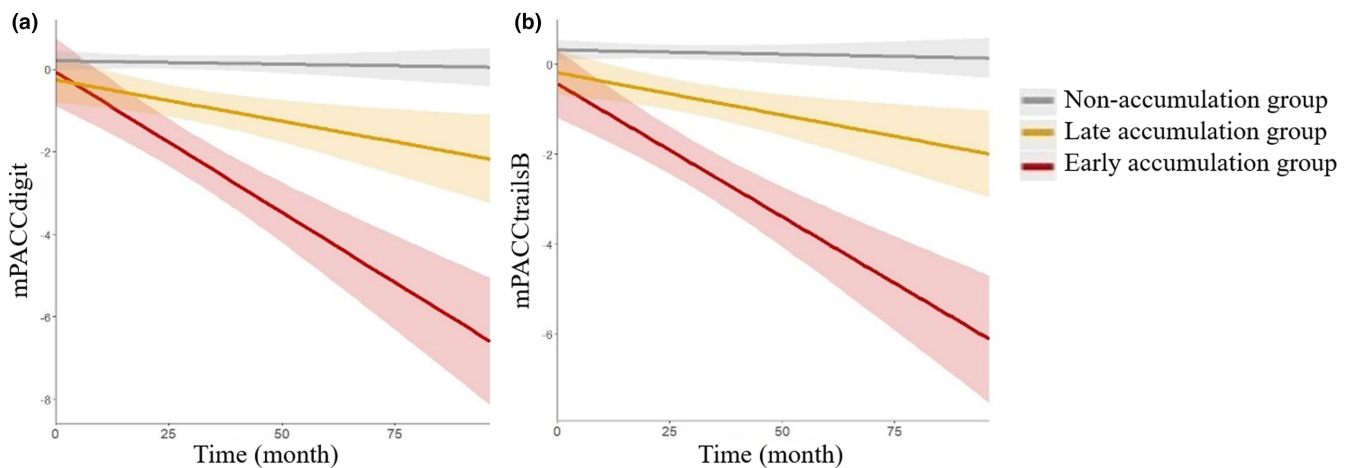 (a)
mPACCdigit
0
-2
-4
-6
-8
0 25 50 75
Time (month)
(b)
mPACCtrailsB
0
-2
-4
-6
0 25 50 75
Time (month)
Non-accumulation group
Late accumulation group
Early accumulation group